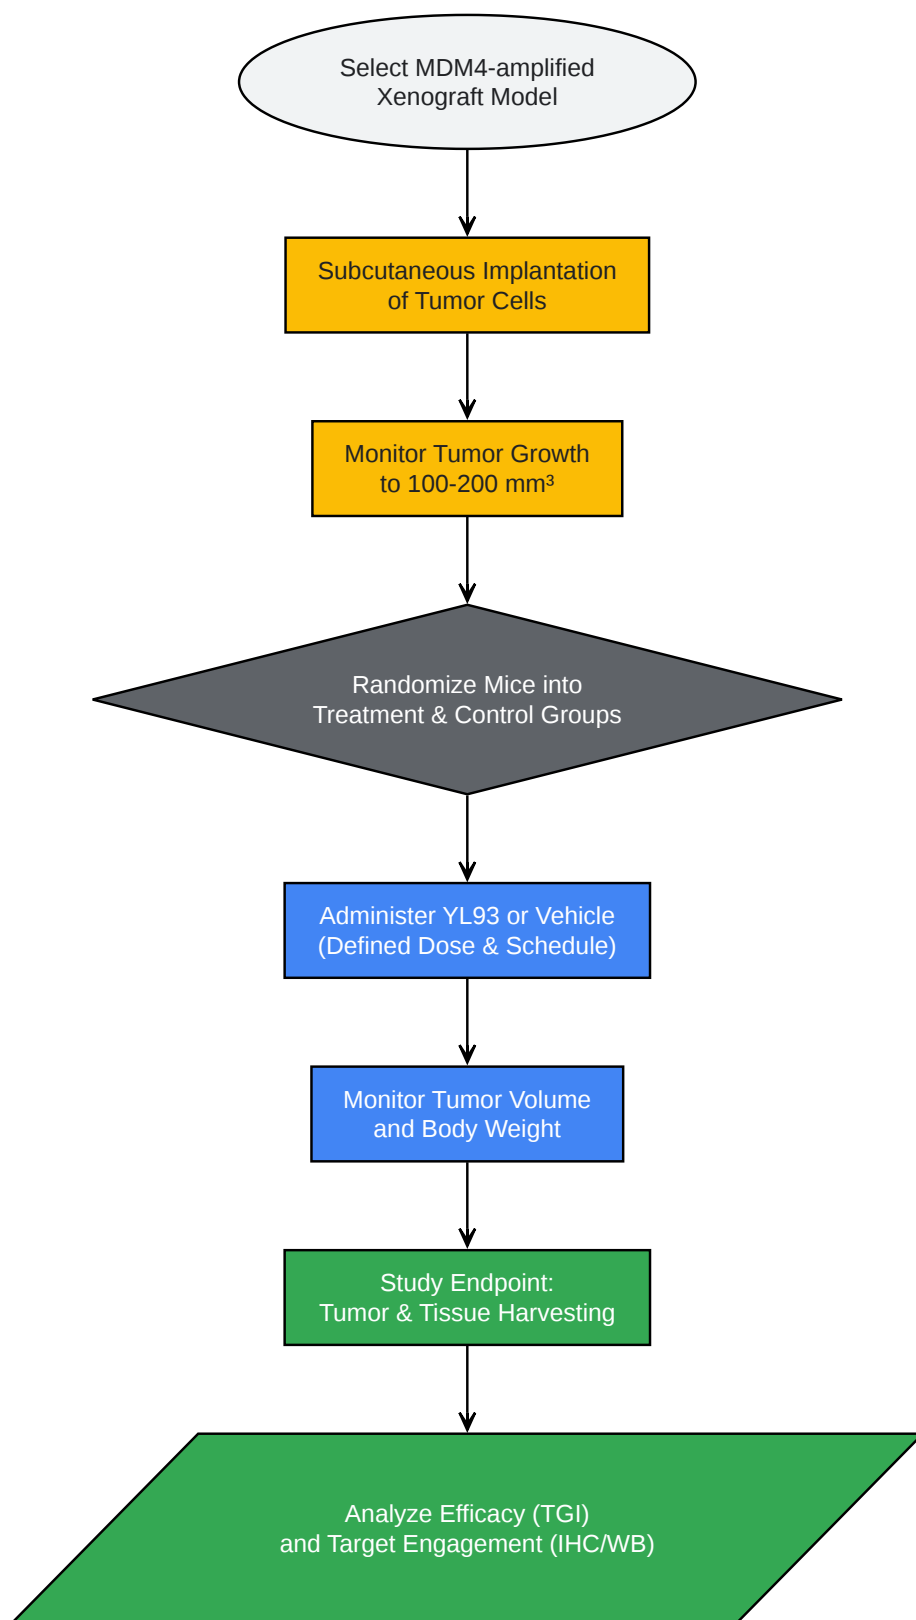 Select MDM4-amplified
Xenograft Model
Subcutaneous Implantation
of Tumor Cells
Monitor Tumor Growth
to 100-200 mm³
Randomize Mice into
Treatment & Control Groups
Administer YL93 or Vehicle
(Defined Dose & Schedule)
Monitor Tumor Volume
and Body Weight
Study Endpoint:
Tumor & Tissue Harvesting
Analyze Efficacy (TGI)
and Target Engagement (IHC/WB)